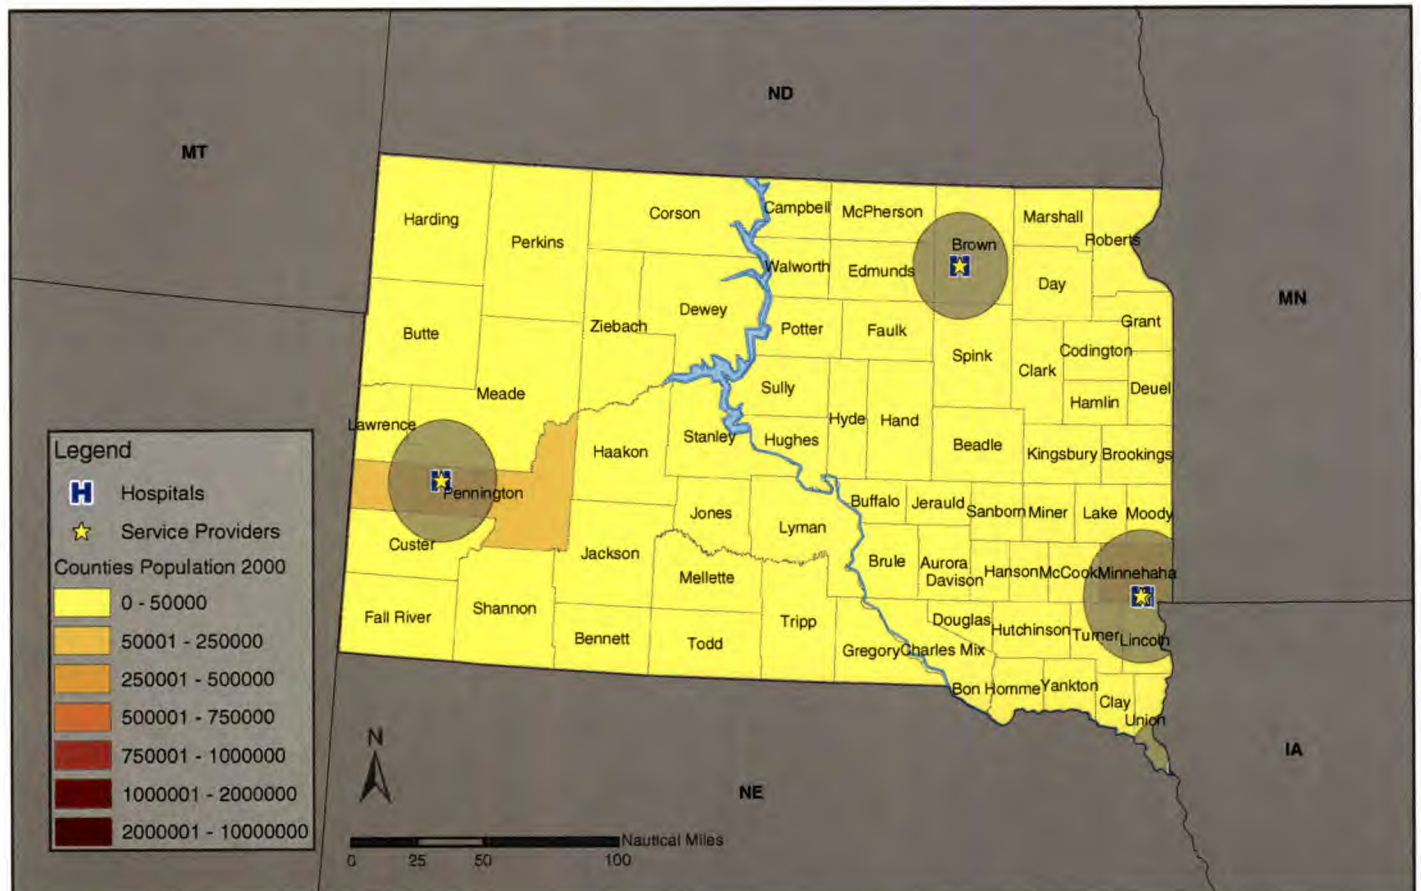 ND
MT
MN
IA
NE
Harding
Perkins
Corson
Campbell
McPherson
Brown
Marshall
Roberts
Walworth
Edmunds
Day
Dewey
Ziebach
Butte
Potter
Faulk
Spink
Grant
Codington
Clark
Deuel
Hamlin
Meade
Sully
Lawrence
Stanley
Hughes
Hyde
Hand
Beadle
Kingsbury
Brookings
Haakon
Pennington
Jones
Lyman
Buffalo
Jerauld
Sanborn
Miner
Lake
Moody
Custer
Jackson
Mellette
Brule
Aurora
Davison
Hanson
McCook
Minnehaha
Fall River
Shannon
Bennett
Todd
Tripp
Gregory
Charles Mix
Douglas
Hutchinson
Turner
Lincoln
Bon Homme
Yankton
Clay
Union
Legend
H Hospitals
Service Providers
Counties Population 2000
0 - 50000
50001 - 250000
250001 - 500000
500001 - 750000
750001 - 1000000
1000001 - 2000000
2000001 - 10000000
N
Nautical Miles
0 25 50 100